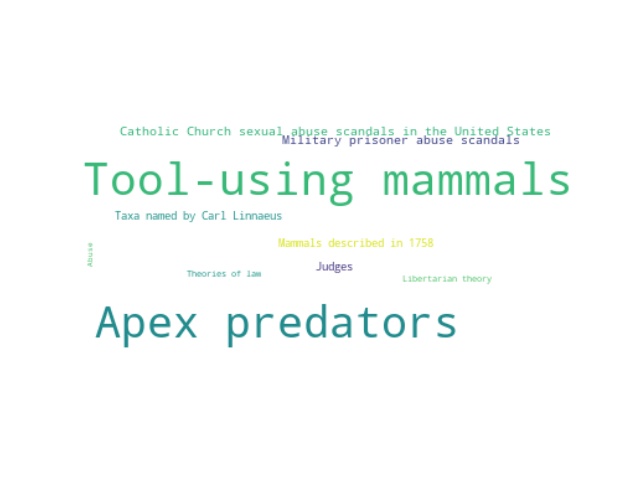 Catholic Church sexual abuse scandals in the United States
Military prisoner abuse scandals
Tool-using mammals
Taxa named by Carl Linnaeus
Mammals described in 1758
Abuse
Judges
Theories of law
Libertarian theory
Apex predators